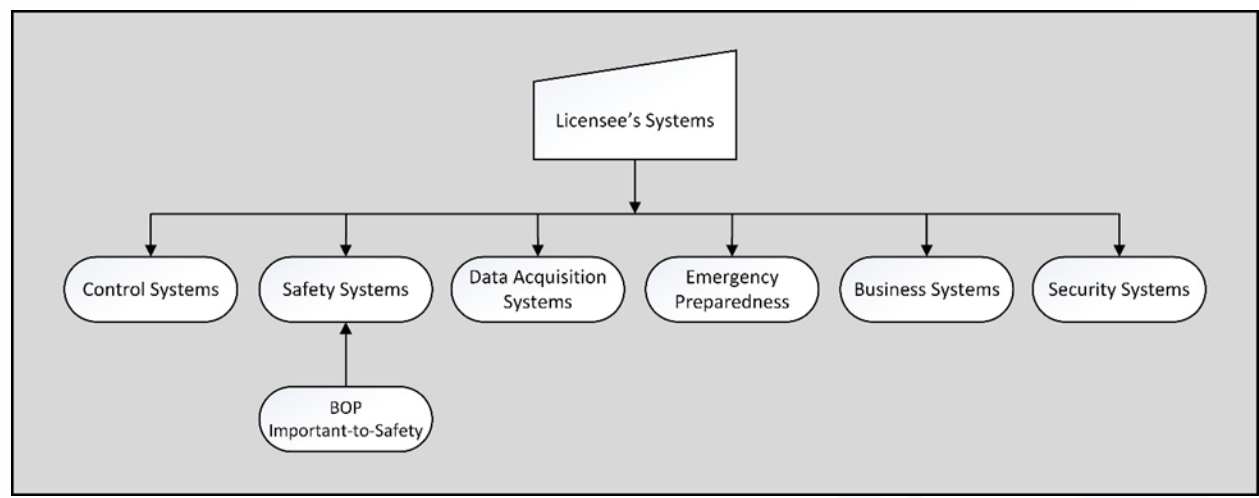 Licensee's Systems
Control Systems
Safety Systems
Data Acquisition
Systems
Emergency
Preparedness
Business Systems
Security Systems
BOP
Important-to-Safety